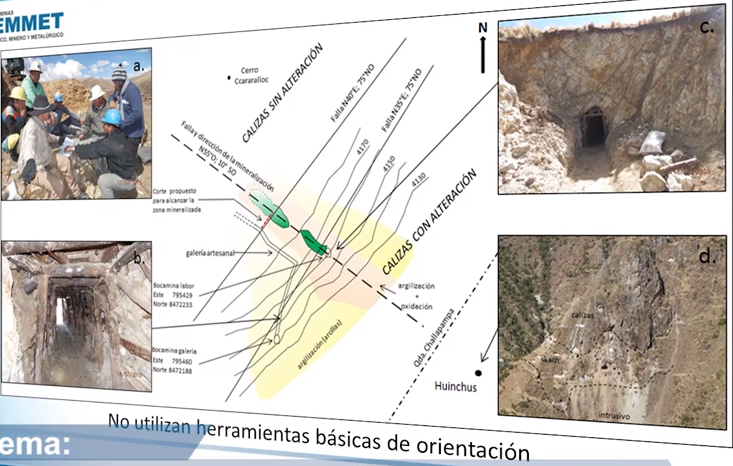 MINAS
EMMET
CO, MINERO Y METALÚRGICO
a.
b.
c.
d.
N
Cerro
Ccararalloc
CALIZAS SIN ALTERACIÓN
Falla N40°E; 75°NO
Falla N35°E; 75°NO
4170
4150
4130
Falla y dirección de la mineralización
N55°O; 10° SO
CALIZAS CON ALTERACIÓN
Corte propuesto
para alcanzar la
zona mineralizada
galería artesanal
Bocamina labor
Este 795429
Norte 8472233
Bocamina galería
Este 795460
Norte 8472188
argilización
+
oxidación
argilización (arcillas)
Qda. Challapampa
Huinchus
calizas
skarn
intrusivo
No utilizan herramientas básicas de orientación
ema: